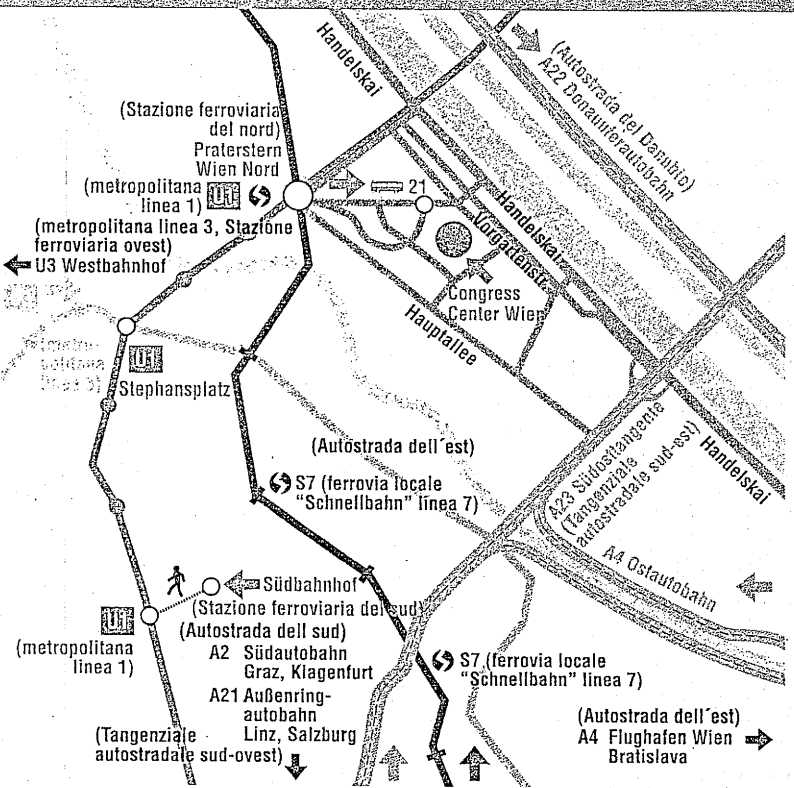 Handelskai
(Autostrada del Danubio)
A22 Donauuferautobahn
(Stazione ferroviaria
del nord)
Praterstern
Wien Nord
(metropolitana
linea 1)
U1
21
(metropolitana linea 3, Stazione
ferroviaria ovest)
U3 Westbahnhof
Handelskai
Vorgartenstr.
Congress
Center Wien
Hauptallee
U1
Stephansplatz
(Autostrada dell´est)
S7 (ferrovia locale
"Schnellbahn" linea 7)
A23 Südosttangente
(Tangenziale
autostradale sud-est)
Handelskai
A4 Ostautobahn
Südbahnhof
(Stazione ferroviaria del sud)
U1
(metropolitana
linea 1)
(Autostrada dell sud)
A2 Südautobahn
Graz, Klagenfurt
A21 Außenring-
autobahn
Linz, Salzburg
(Tangenziale
autostradale sud-ovest)
S7 (ferrovia locale
"Schnellbahn" linea 7)
(Autostrada dell´est)
A4 Flughafen Wien
Bratislava